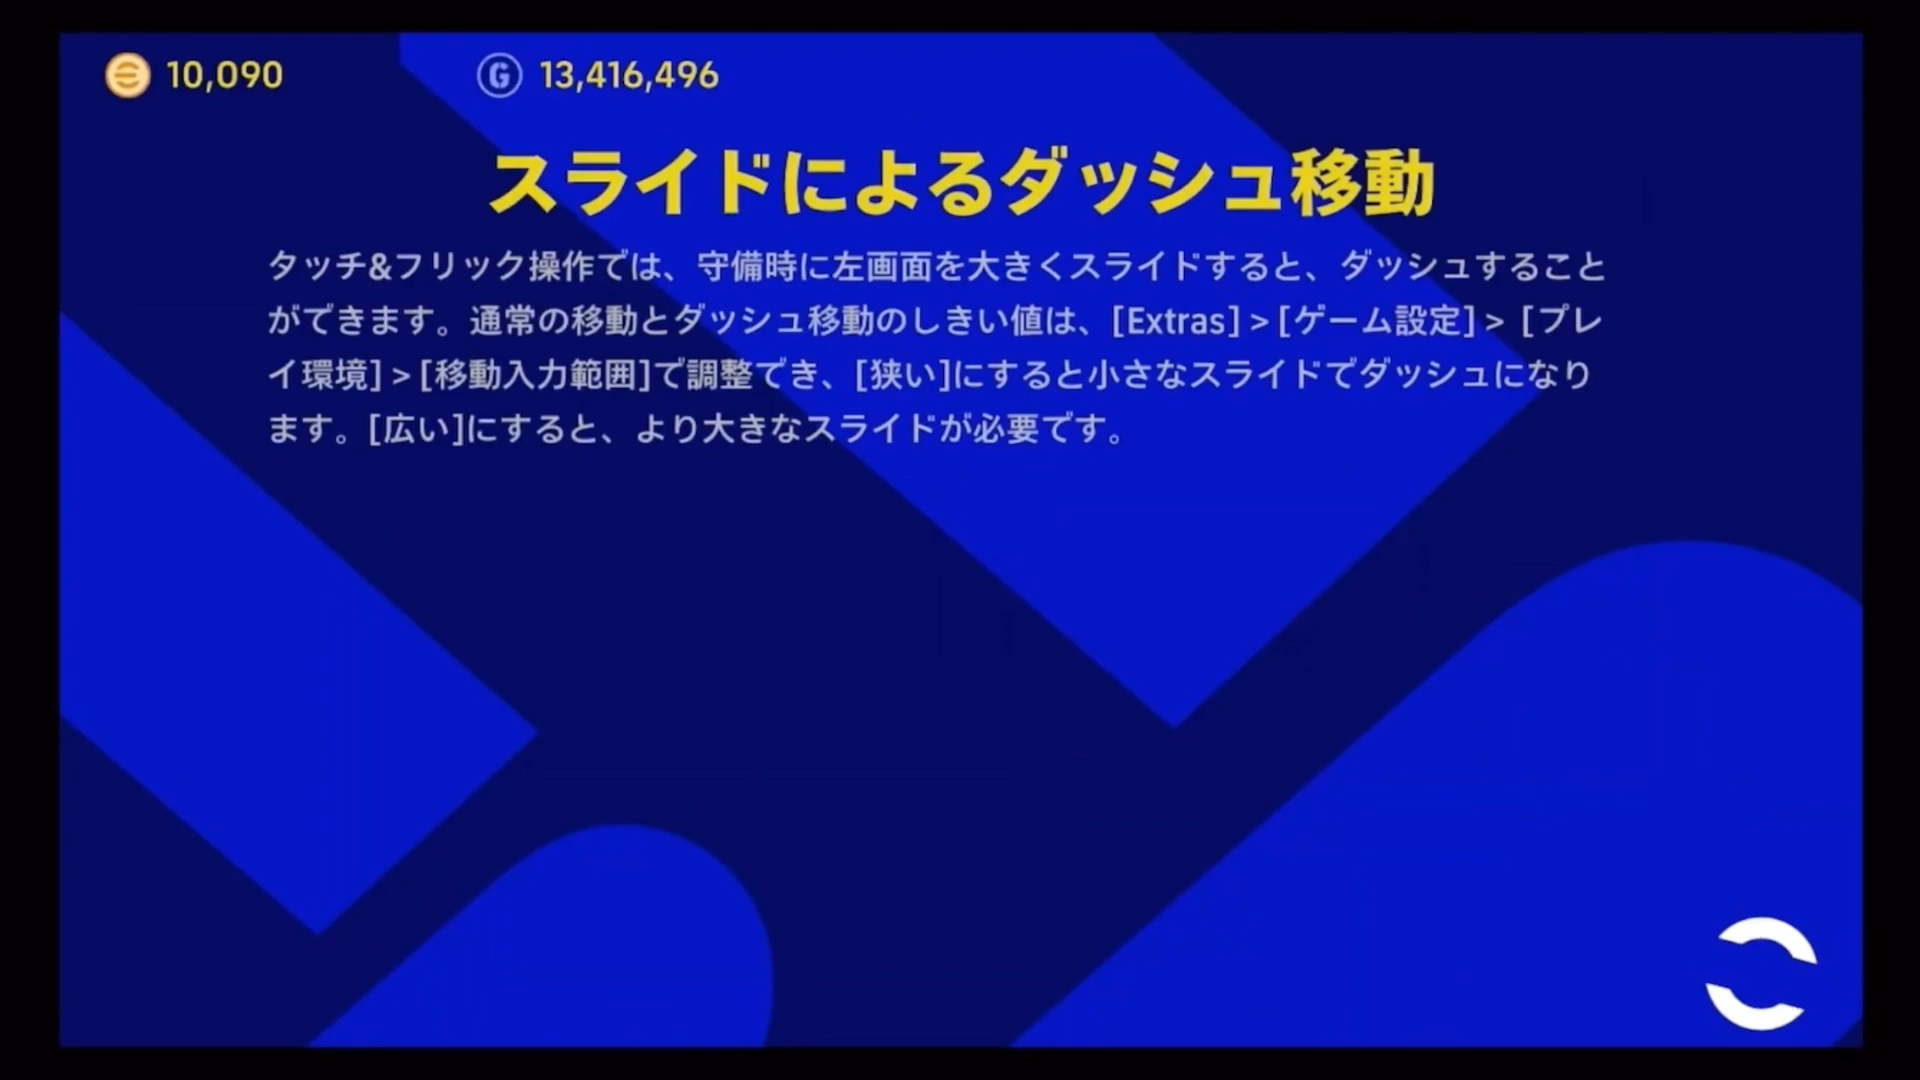 10,090
G 13,416,496
スライドによるダッシュ移動
タッチ&フリック操作では、守備時に左画面を大きくスライドすると、ダッシュすること
ができます。通常の移動とダッシュ移動のしきい値は、[Extras] > [ゲーム設定] > [プレ
イ環境] > [移動入力範囲]で調整でき、[狭い]にすると小さなスライドでダッシュになり
ます。[広い]にすると、より大きなスライドが必要です。